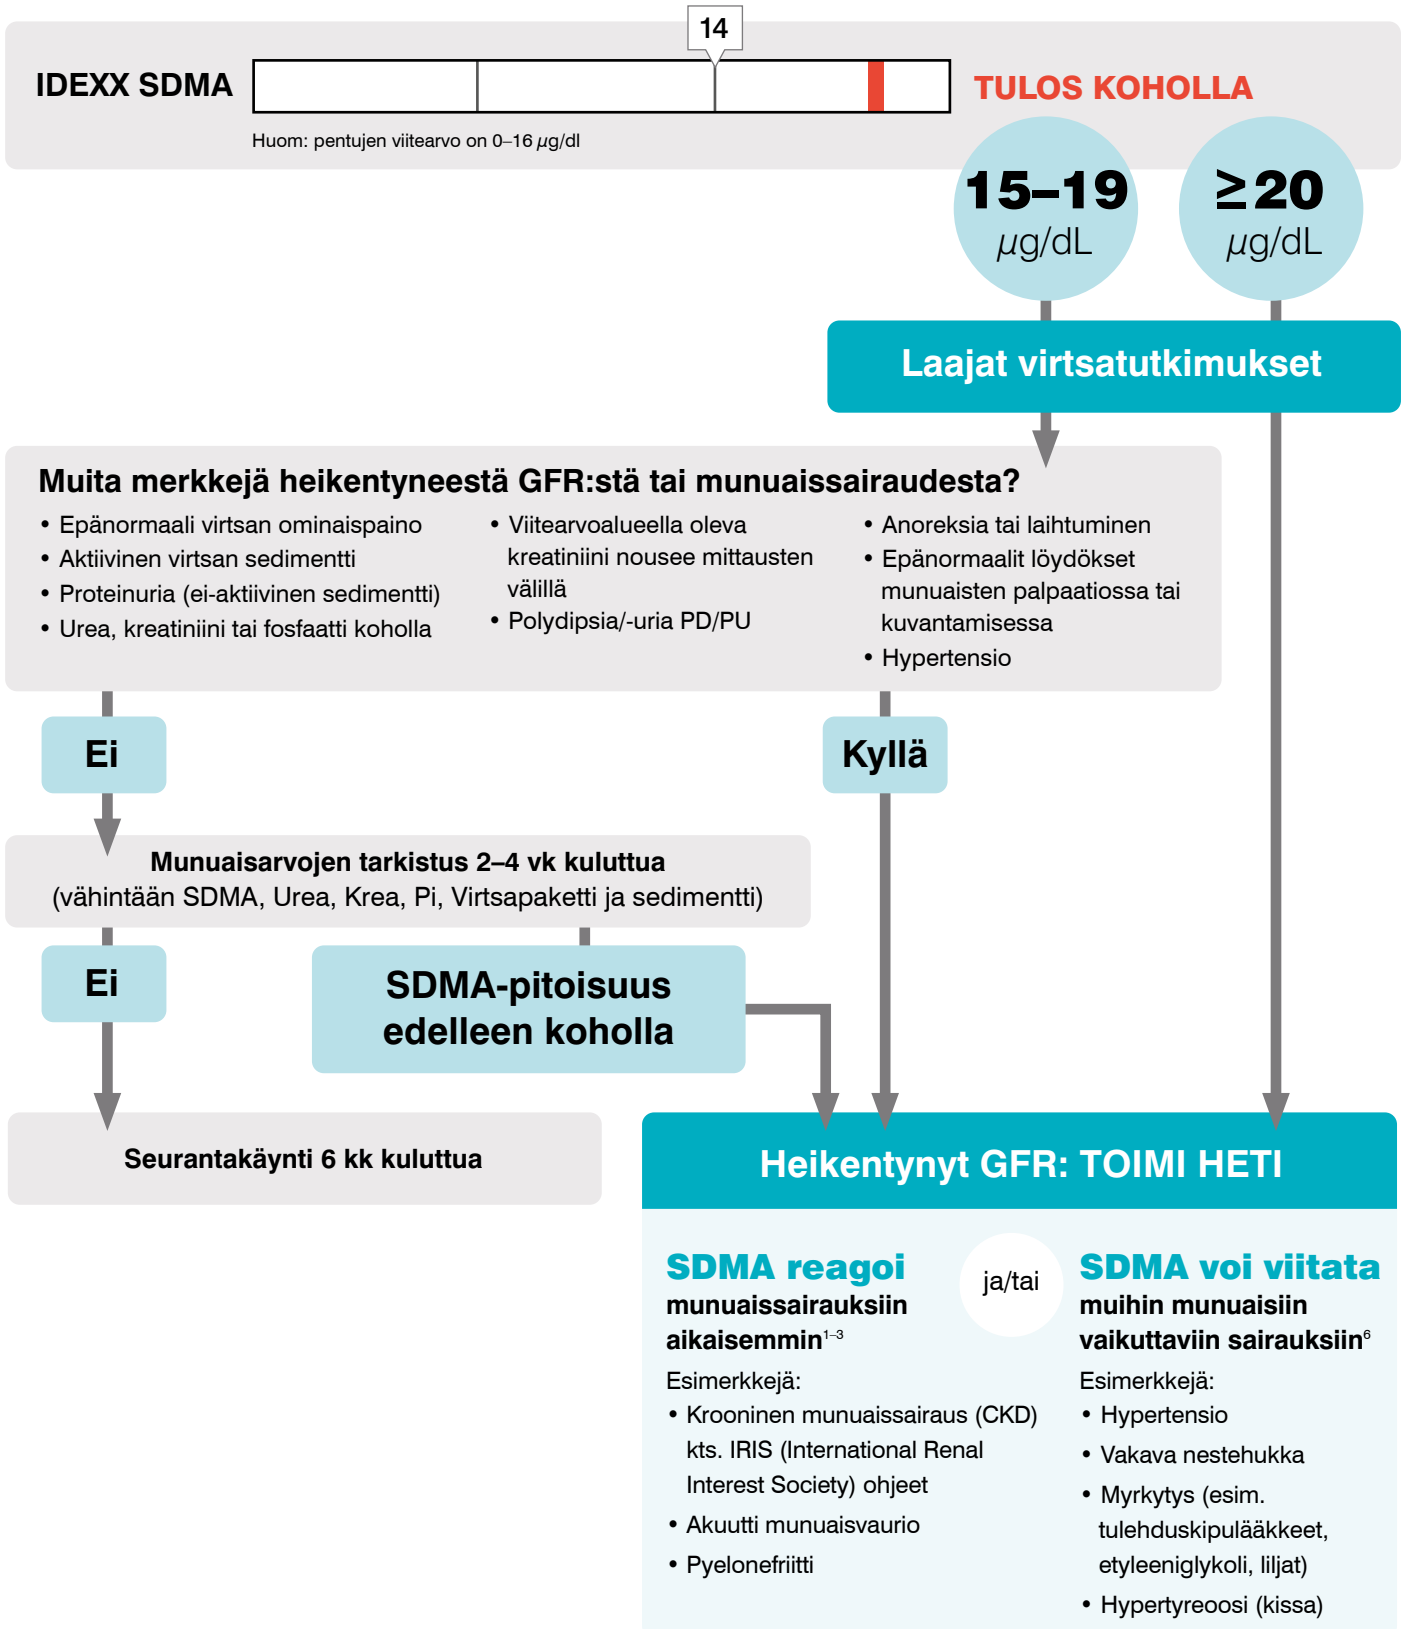 14
IDEXX SDMA
TULOS KOHOLLA
Huom: pentujen viitearvo on 0–16 µg/dl
15–19
µg/dL
≥20
µg/dL
Laajat virtsatutkimukset
Muita merkkejä heikentyneestä GFR:stä tai munuaissairaudesta?
• Epänormaali virtsan ominaispaino
• Aktiivinen virtsan sedimentti
• Proteinuria (ei-aktiivinen sedimentti)
• Urea, kreatiniini tai fosfaatti koholla
• Viitearvoalueella oleva
kreatiniini nousee mittausten
välillä
• Polydipsia/-uria PD/PU
• Anoreksia tai laihtuminen
• Epänormaalit löydökset
munuaisten palpaatiossa tai
kuvantamisessa
• Hypertensio
Ei
Kyllä
Munuaisarvojen tarkistus 2–4 vk kuluttua
(vähintään SDMA, Urea, Krea, Pi, Virtsapaketti ja sedimentti)
Ei
SDMA-pitoisuus
edelleen koholla
Seurantakäynti 6 kk kuluttua
Heikentynyt GFR: TOIMI HETI
SDMA reagoi
munuaissairauksiin
aikaisemmin¹⁻³
Esimerkkejä:
• Krooninen munuaissairaus (CKD)
kts. IRIS (International Renal
Interest Society) ohjeet
• Akuutti munuaisvaurio
• Pyelonefriitti
ja/tai
SDMA voi viitata
muihin munuaisiin
vaikuttaviin sairauksiin⁶
Esimerkkejä:
• Hypertensio
• Vakava nestehukka
• Myrkytys (esim.
tulehduskipulääkkeet,
etyleeniglykoli, liljat)
• Hypertyreoosi (kissa)